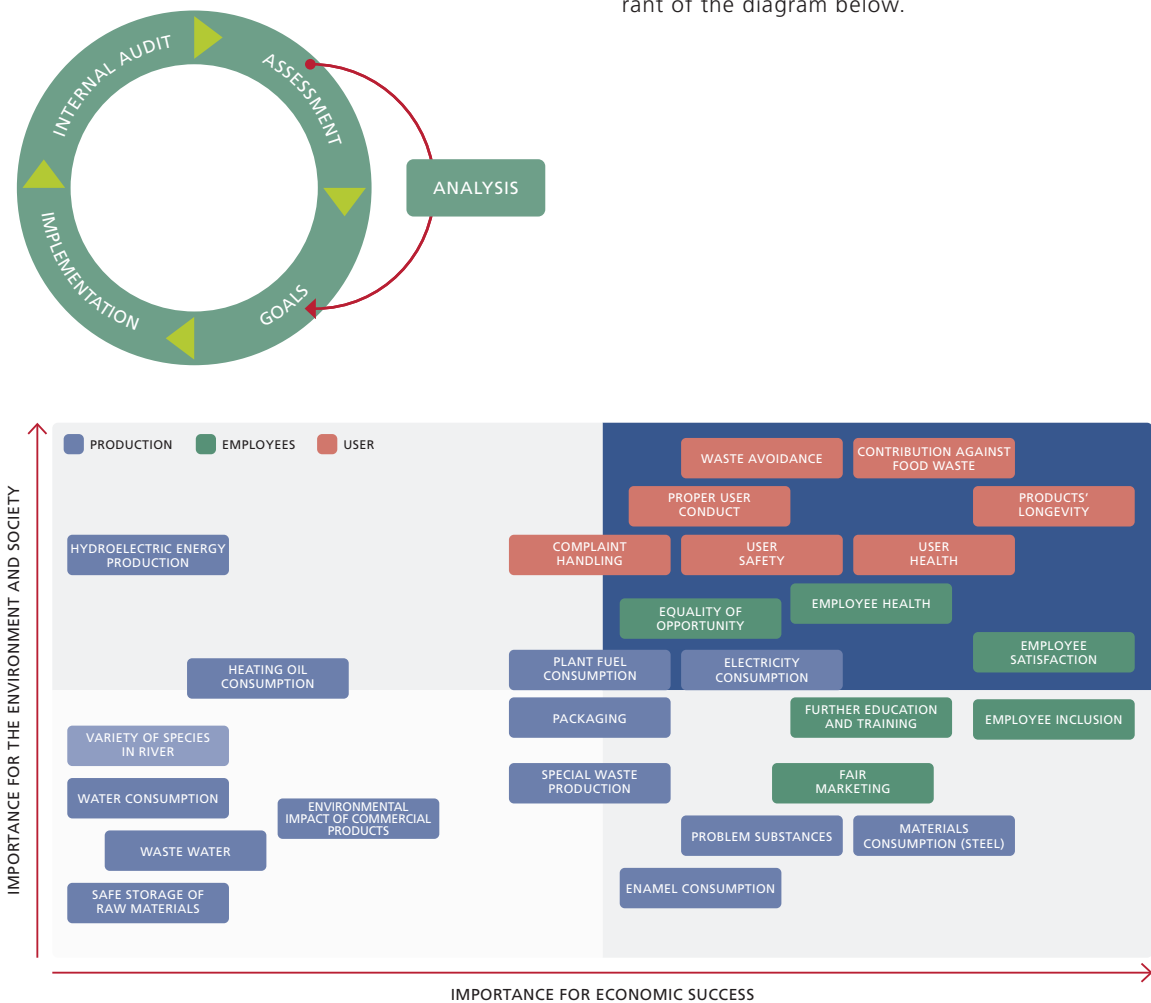 rant of the diagram below.
INTERNAL AUDIT
ASSESSMENT
ANALYSIS
GOALS
IMPLEMENTATION
PRODUCTION
EMPLOYEES
USER
IMPORTANCE FOR THE ENVIRONMENT AND SOCIETY
WASTE AVOIDANCE
CONTRIBUTION AGAINST
FOOD WASTE
PROPER USER
CONDUCT
PRODUCTS'
LONGEVITY
HYDROELECTRIC ENERGY
PRODUCTION
COMPLAINT
HANDLING
USER
SAFETY
USER
HEALTH
EQUALITY OF
OPPORTUNITY
EMPLOYEE HEALTH
EMPLOYEE
SATISFACTION
HEATING OIL
CONSUMPTION
PLANT FUEL
CONSUMPTION
ELECTRICITY
CONSUMPTION
PACKAGING
FURTHER EDUCATION
AND TRAINING
EMPLOYEE INCLUSION
VARIETY OF SPECIES
IN RIVER
SPECIAL WASTE
PRODUCTION
FAIR
MARKETING
WATER CONSUMPTION
ENVIRONMENTAL
IMPACT OF COMMERCIAL
PRODUCTS
PROBLEM SUBSTANCES
MATERIALS
CONSUMPTION (STEEL)
WASTE WATER
ENAMEL CONSUMPTION
SAFE STORAGE OF
RAW MATERIALS
IMPORTANCE FOR ECONOMIC SUCCESS